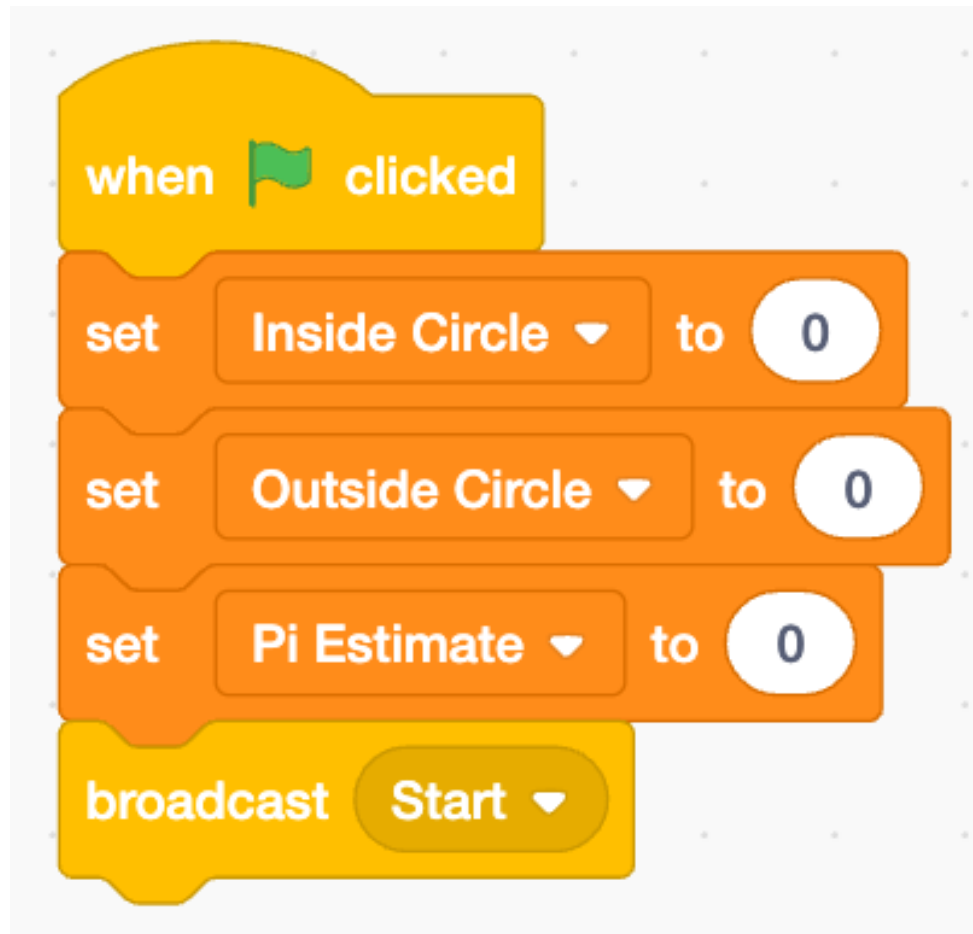 when clicked
set Inside Circle to 0
set Outside Circle to 0
set Pi Estimate to 0
broadcast Start